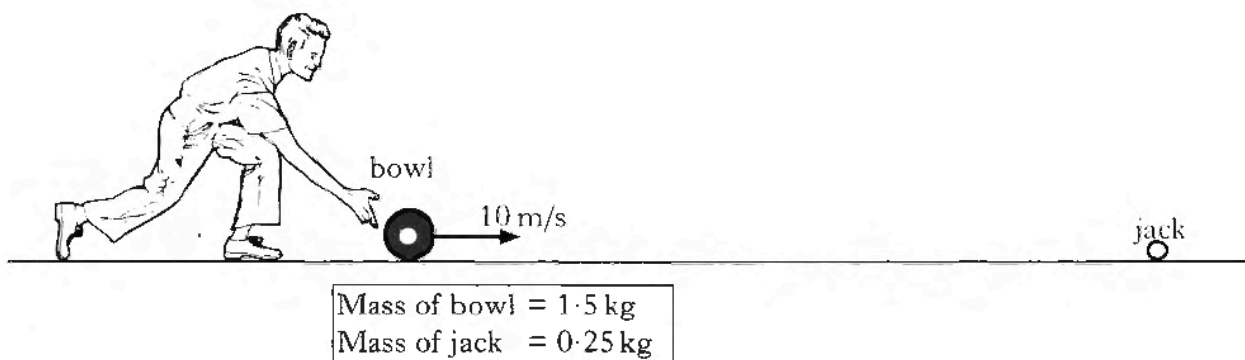 bowl
10 m/s
jack
Mass of bowl = 1·5 kg
Mass of jack = 0·25 kg